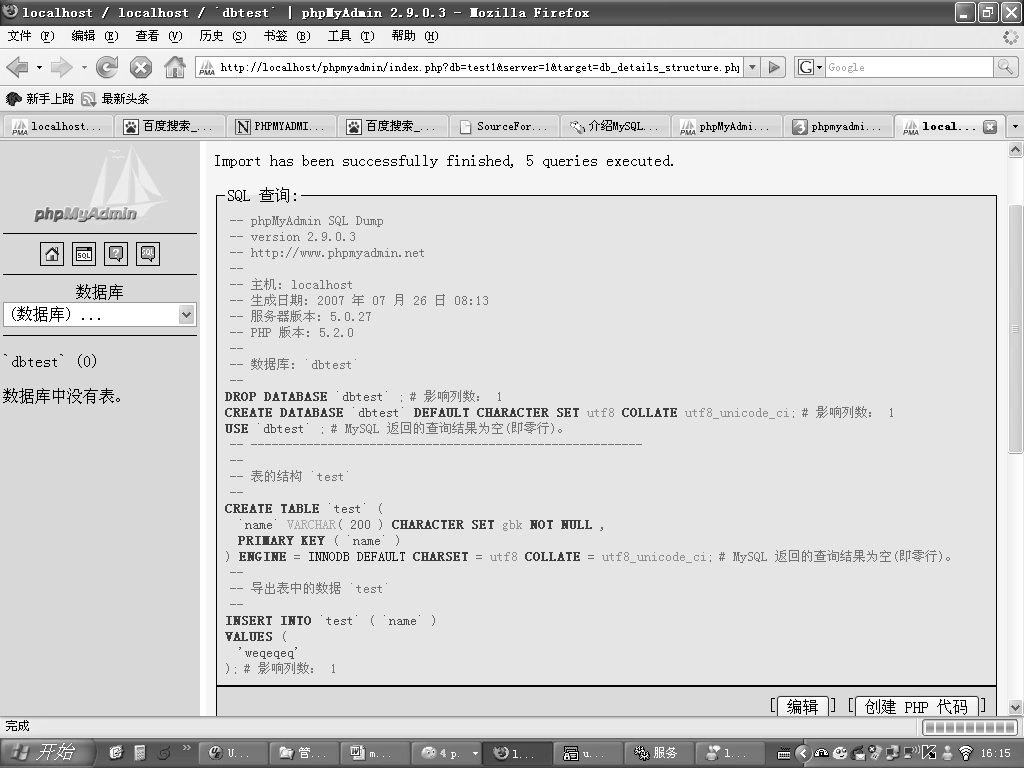 localhost / localhost / `dbtest` | phpMyAdmin 2.9.0.3 - Mozilla Firefox
文件 (F) 编辑 (E) 查看 (V) 历史 (S) 书签 (B) 工具 (T) 帮助 (H)
http://localhost/phpmyadmin/index.php?db=test1&server=1&target=db_details_structure.php
G Google
新手上路 最新头条
localhost... 百度搜索_... PHPMYADMI... 百度搜索_... SourceFor... 介绍MySQL... phpMyAdmi... phpmyadmi... local...
phpMyAdmin
SQL
数据库
(数据库) ...
`dbtest` (0)
数据库中没有表。
Import has been successfully finished, 5 queries executed.
SQL 查询:
-- phpMyAdmin SQL Dump
-- version 2.9.0.3
-- http://www.phpmyadmin.net
--
-- 主机: localhost
-- 生成日期: 2007 年 07 月 26 日 08:13
-- 服务器版本: 5.0.27
-- PHP 版本: 5.2.0
--
-- 数据库: `dbtest`
--
DROP DATABASE `dbtest` ; # 影响列数: 1
CREATE DATABASE `dbtest` DEFAULT CHARACTER SET utf8 COLLATE utf8_unicode_ci; # 影响列数: 1
USE `dbtest` ; # MySQL 返回的查询结果为空(即零行)。
-- --------------------------------------------------------
--
-- 表的结构 `test`
--
CREATE TABLE `test` (
`name` VARCHAR( 200 ) CHARACTER SET gbk NOT NULL ,
PRIMARY KEY ( `name` )
) ENGINE = INNODB DEFAULT CHARSET = utf8 COLLATE = utf8_unicode_ci; # MySQL 返回的查询结果为空(即零行)。
--
-- 导出表中的数据 `test`
--
INSERT INTO `test` ( `name` )
VALUES (
'weqeqeq'
); # 影响列数: 1
[ 编辑 ] [ 创建 PHP 代码 ]
完成
开始 U... 管... m... 4 p. 1... u... 服务 1... 16:15